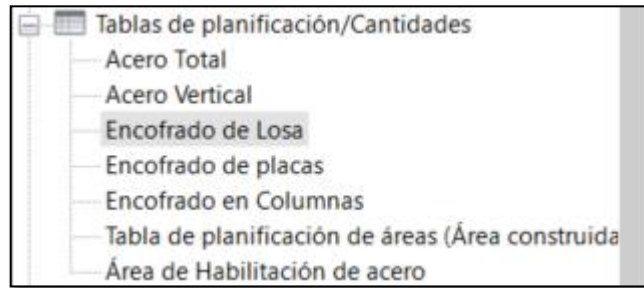 Tablas de planificación/Cantidades
Acero Total
Acero Vertical
Encofrado de Losa
Encofrado de placas
Encofrado en Columnas
Tabla de planificación de áreas (Área construida
Área de Habilitación de acero